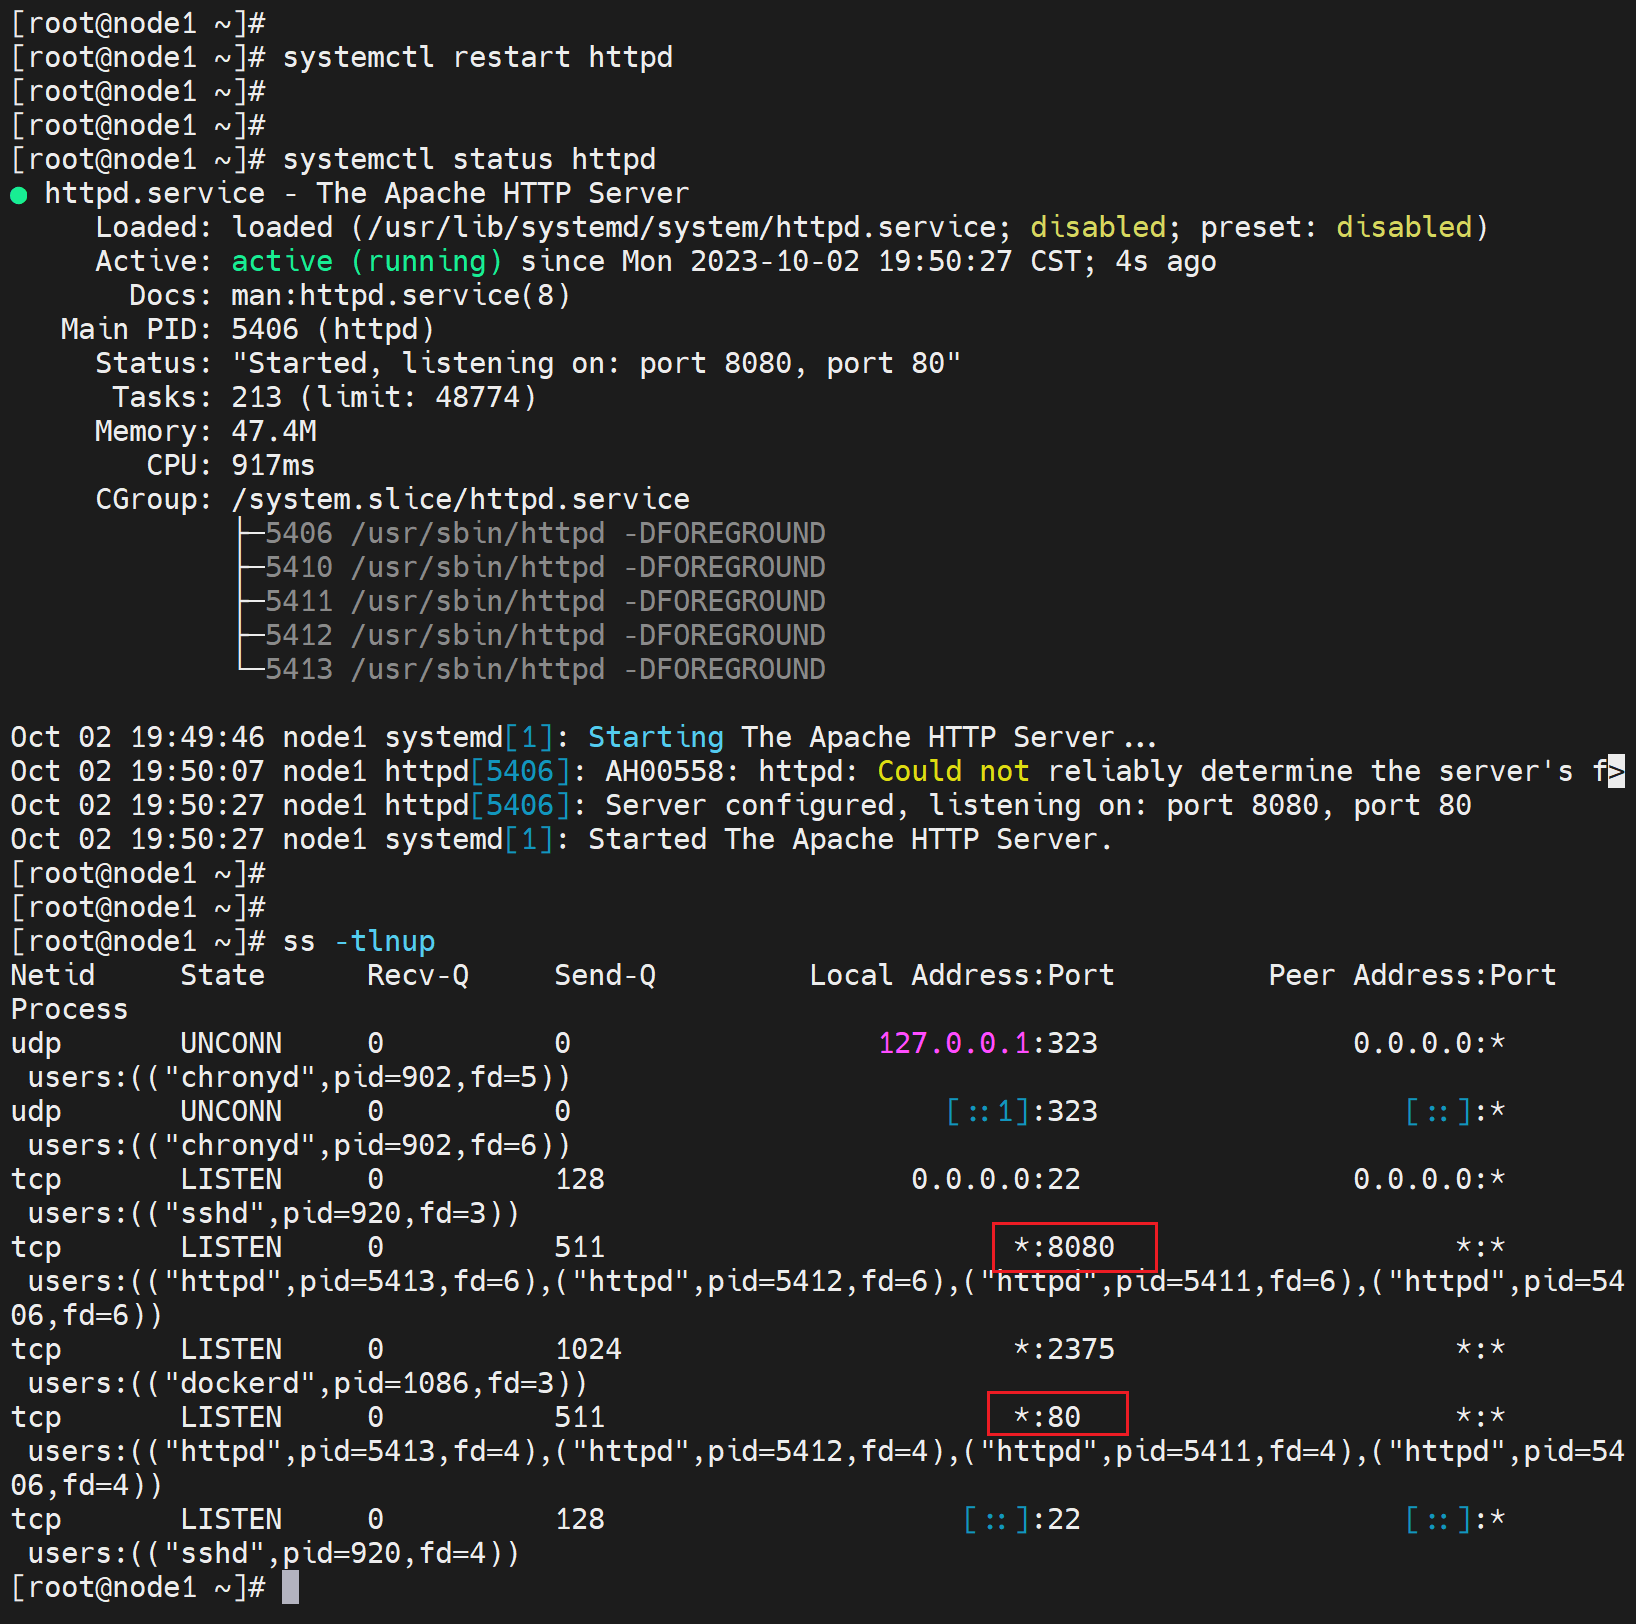 [root@node1 ~]#
[root@node1 ~]# systemctl restart httpd
[root@node1 ~]#
[root@node1 ~]#
[root@node1 ~]# systemctl status httpd
● httpd.service - The Apache HTTP Server
     Loaded: loaded (/usr/lib/systemd/system/httpd.service; disabled; preset: disabled)
     Active: active (running) since Mon 2023-10-02 19:50:27 CST; 4s ago
       Docs: man:httpd.service(8)
   Main PID: 5406 (httpd)
     Status: "Started, listening on: port 8080, port 80"
      Tasks: 213 (limit: 48774)
     Memory: 47.4M
        CPU: 917ms
     CGroup: /system.slice/httpd.service
             ├─5406 /usr/sbin/httpd -DFOREGROUND
             ├─5410 /usr/sbin/httpd -DFOREGROUND
             ├─5411 /usr/sbin/httpd -DFOREGROUND
             ├─5412 /usr/sbin/httpd -DFOREGROUND
             └─5413 /usr/sbin/httpd -DFOREGROUND
Oct 02 19:49:46 node1 systemd[1]: Starting The Apache HTTP Server...
Oct 02 19:50:07 node1 httpd[5406]: AH00558: httpd: Could not reliably determine the server's f>
Oct 02 19:50:27 node1 httpd[5406]: Server configured, listening on: port 8080, port 80
Oct 02 19:50:27 node1 systemd[1]: Started The Apache HTTP Server.
[root@node1 ~]#
[root@node1 ~]#
[root@node1 ~]# ss -tlnup
Netid     State      Recv-Q     Send-Q         Local Address:Port         Peer Address:Port
Process
udp       UNCONN     0          0                  127.0.0.1:323               0.0.0.0:*
 users:(("chronyd",pid=902,fd=5))
udp       UNCONN     0          0                      [::1]:323                  [::]:*
 users:(("chronyd",pid=902,fd=6))
tcp       LISTEN     0          128                  0.0.0.0:22                0.0.0.0:*
 users:(("sshd",pid=920,fd=3))
tcp       LISTEN     0          511                        *:8080                    *:*
 users:(("httpd",pid=5413,fd=6),("httpd",pid=5412,fd=6),("httpd",pid=5411,fd=6),("httpd",pid=54
06,fd=6))
tcp       LISTEN     0          1024                       *:2375                    *:*
 users:(("dockerd",pid=1086,fd=3))
tcp       LISTEN     0          511                        *:80                      *:*
 users:(("httpd",pid=5413,fd=4),("httpd",pid=5412,fd=4),("httpd",pid=5411,fd=4),("httpd",pid=54
06,fd=4))
tcp       LISTEN     0          128                     [::]:22                   [::]:*
 users:(("sshd",pid=920,fd=4))
[root@node1 ~]#